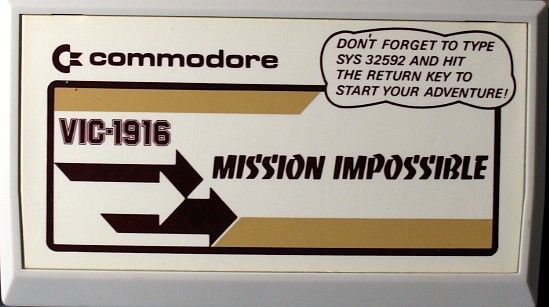 commodore
DON'T FORGET TO TYPE
SYS 32592 AND HIT
THE RETURN KEY TO
START YOUR ADVENTURE!
VIC-1916
MISSION IMPOSSIBLE